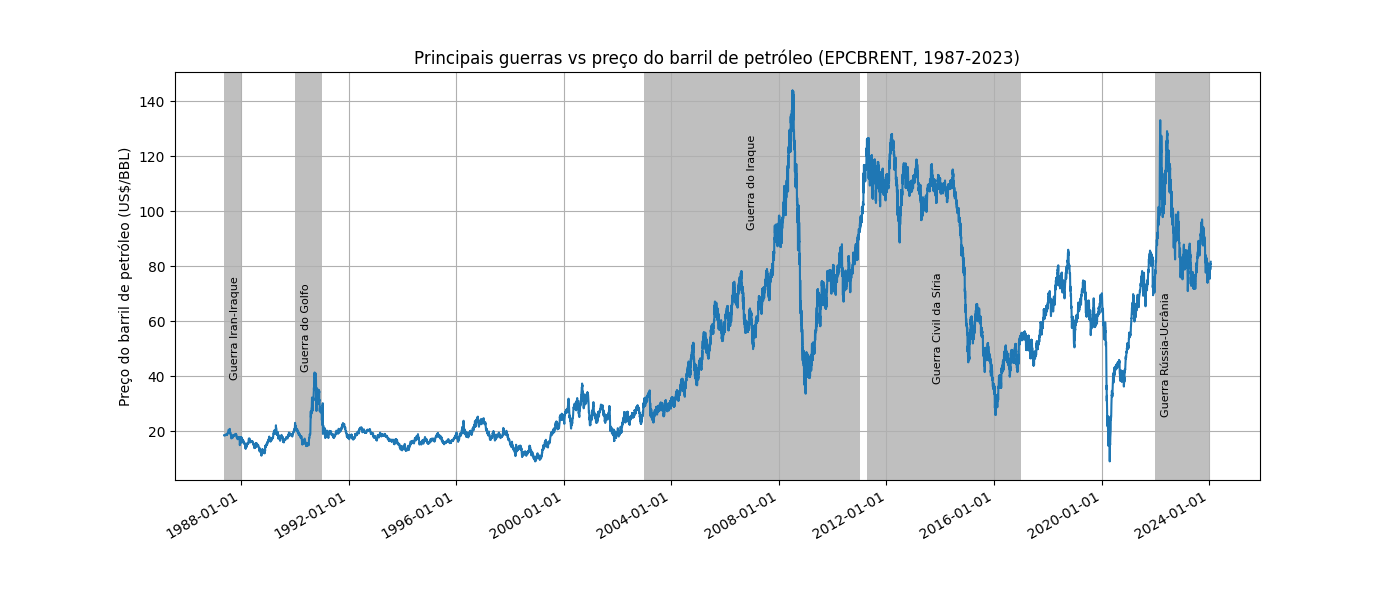 Principais guerras vs preço do barril de petróleo (EPCBRENT, 1987-2023)
Preço do barril de petróleo (US$/BBL)
140
120
100
80
60
40
20
Guerra Iran-Iraque
Guerra do Golfo
Guerra do Iraque
Guerra Civil da Síria
Guerra Rússia-Ucrânia
1988-01-01
1992-01-01
1996-01-01
2000-01-01
2004-01-01
2008-01-01
2012-01-01
2016-01-01
2020-01-01
2024-01-01